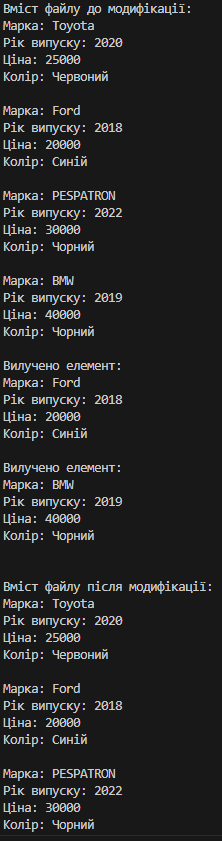 Вміст файлу до модифікації:
Марка: Toyota
Рік випуску: 2020
Ціна: 25000
Колір: Червоний
Марка: Ford
Рік випуску: 2018
Ціна: 20000
Колір: Синій
Марка: PESPATRON
Рік випуску: 2022
Ціна: 30000
Колір: Чорний
Марка: BMW
Рік випуску: 2019
Ціна: 40000
Колір: Чорний
Вилучено елемент:
Марка: Ford
Рік випуску: 2018
Ціна: 20000
Колір: Синій
Вилучено елемент:
Марка: BMW
Рік випуску: 2019
Ціна: 40000
Колір: Чорний
Вміст файлу після модифікації:
Марка: Toyota
Рік випуску: 2020
Ціна: 25000
Колір: Червоний
Марка: Ford
Рік випуску: 2018
Ціна: 20000
Колір: Синій
Марка: PESPATRON
Рік випуску: 2022
Ціна: 30000
Колір: Чорний